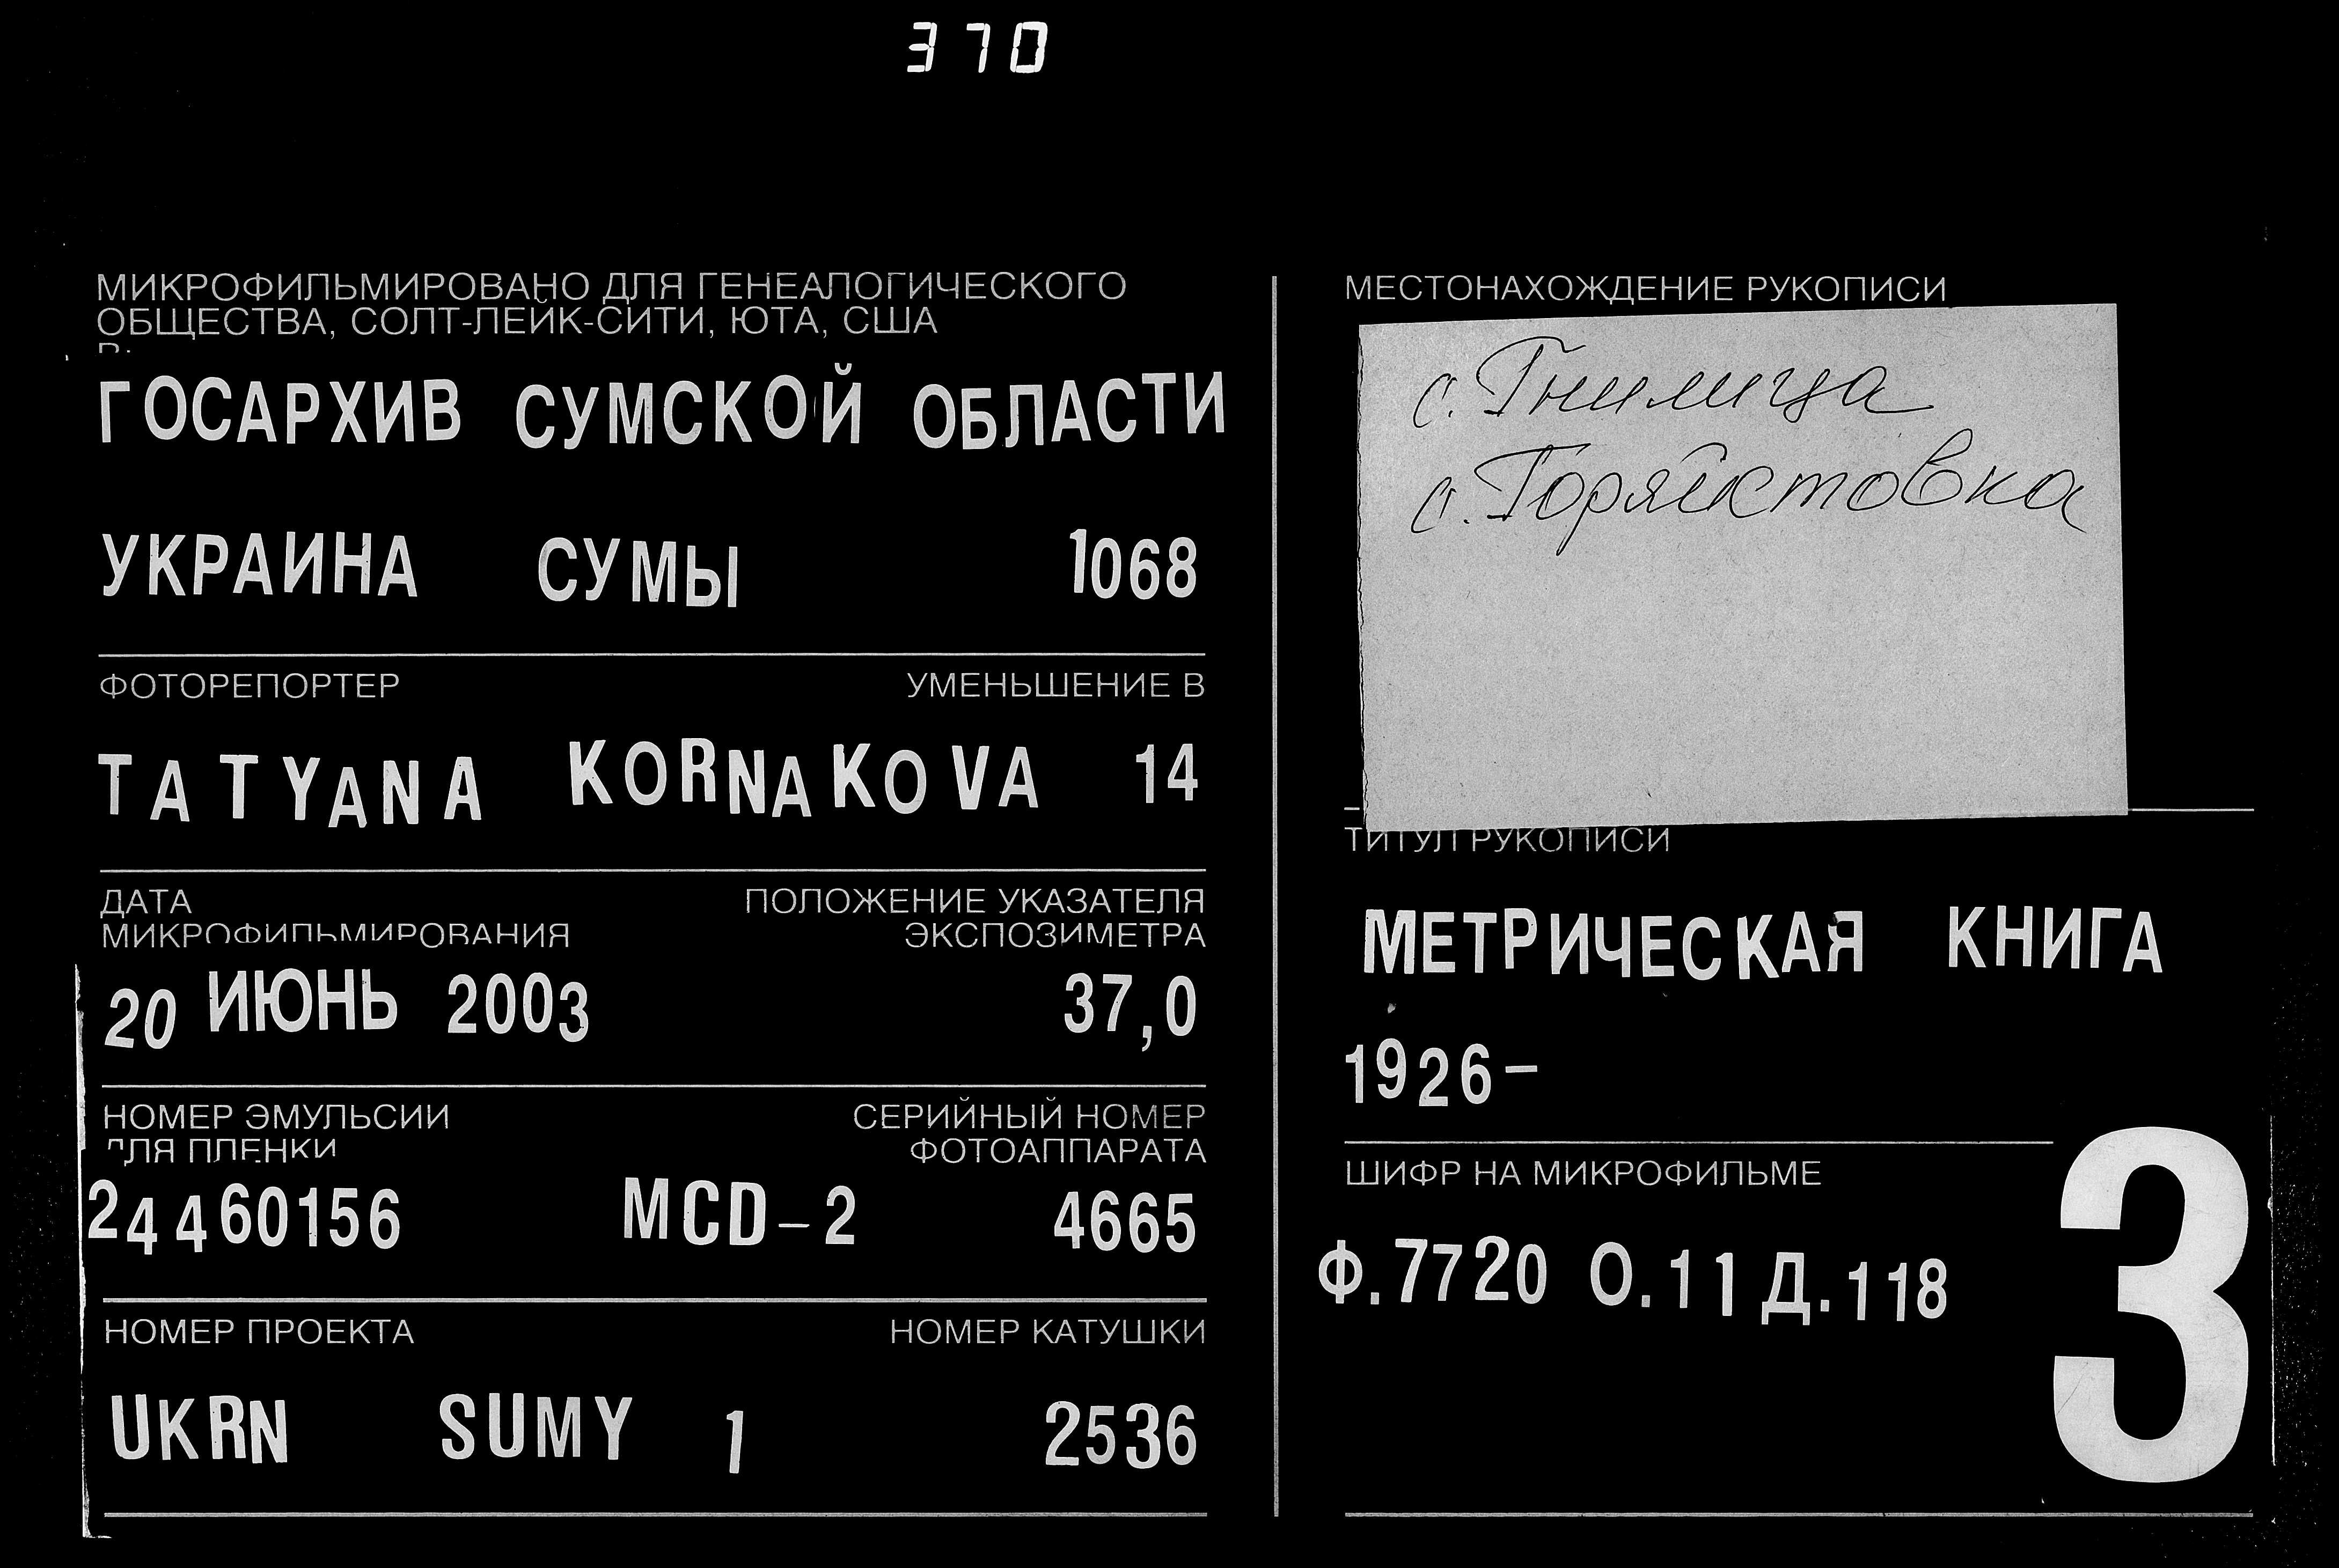 370
МИКРОФИЛЬМИРОВАНО ДЛЯ ГЕНЕАЛОГИЧЕСКОГО
ОБЩЕСТВА, СОЛТ-ЛЕЙК-СИТИ, ЮТА, США
ГОСАРХИВ СУМСКОЙ ОБЛАСТИ
УКРАИНА СУМЫ 1068
ФОТОРЕПОРТЕР УМЕНЬШЕНИЕ В
TATYANA KORNAKOVA 14
ДАТА ПОЛОЖЕНИЕ УКАЗАТЕЛЯ
МИКРОФИЛЬМИРОВАНИЯ ЭКСПОЗИМЕТРА
20 ИЮНЬ 2003 37,0
НОМЕР ЭМУЛЬСИИ СЕРИЙНЫЙ НОМЕР
ДЛЯ ПЛЕНКИ ФОТОАППАРАТА
24460156 MCD-2 4665
НОМЕР ПРОЕКТА НОМЕР КАТУШКИ
UKRN SUMY 1 2536
МЕСТОНАХОЖДЕНИЕ РУКОПИСИ
с. Гнилица
с.
ТИТУЛ РУКОПИСИ
МЕТРИЧЕСКАЯ КНИГА
1926-
ШИФР НА МИКРОФИЛЬМЕ
Ф.7720 О.11 Д.118
3